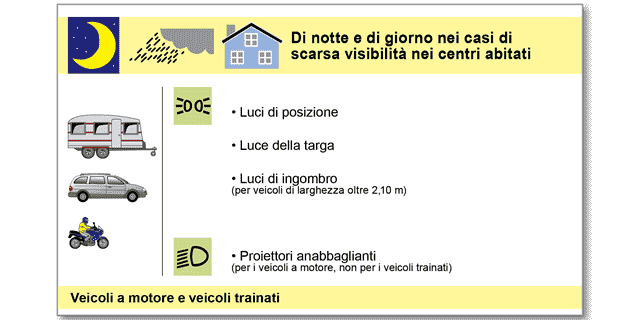 Di notte e di giorno nei casi di
scarsa visibilità nei centri abitati
• Luci di posizione
• Luce della targa
• Luci di ingombro
(per veicoli di larghezza oltre 2,10 m)
• Proiettori anabbaglianti
(per i veicoli a motore, non per i veicoli trainati)
Veicoli a motore e veicoli trainati